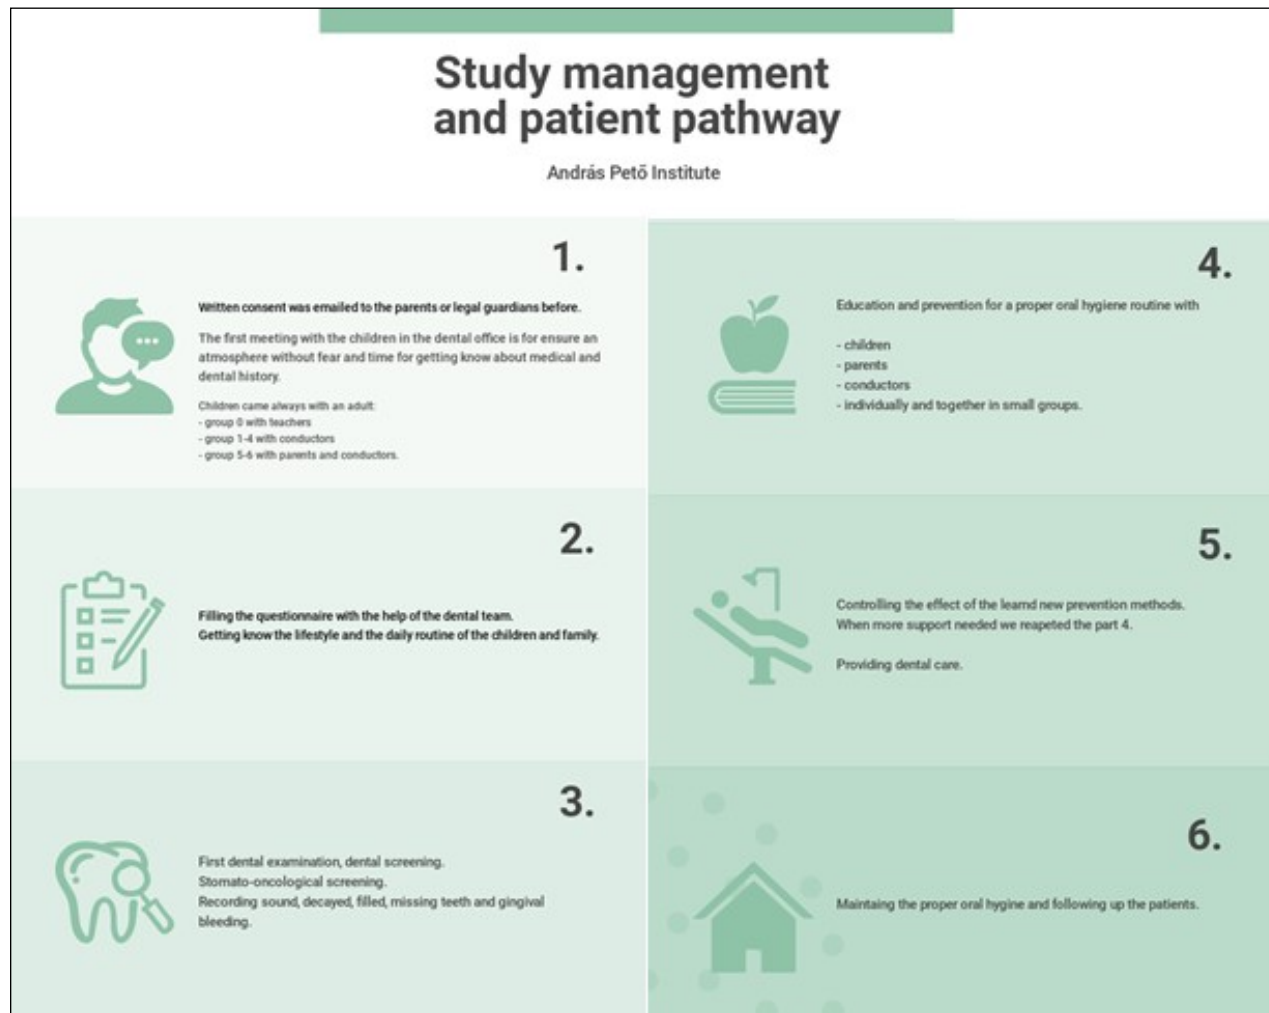 Study management
and patient pathway
András Pető Institute
1.
Written consent was emailed to the parents or legal guardians before.
The first meeting with the children in the dental office is for ensure an
atmosphere without fear and time for getting know about medical and
dental history.
Children came always with an adult:
- group 0 with teachers
- group 1-4 with conductors
- group 5-6 with parents and conductors.
2.
Filling the questionnaire with the help of the dental team.
Getting know the lifestyle and the daily routine of the children and family.
3.
First dental examination, dental screening.
Stomato-oncological screening.
Recording sound, decayed, filled, missing teeth and gingival
bleeding.
4.
Education and prevention for a proper oral hygiene routine with
- children
- parents
- conductors
- individually and together in small groups.
5.
Controlling the effect of the learnd new prevention methods.
When more support needed we reapeted the part 4.
Providing dental care.
6.
Maintaing the proper oral hygine and following up the patients.